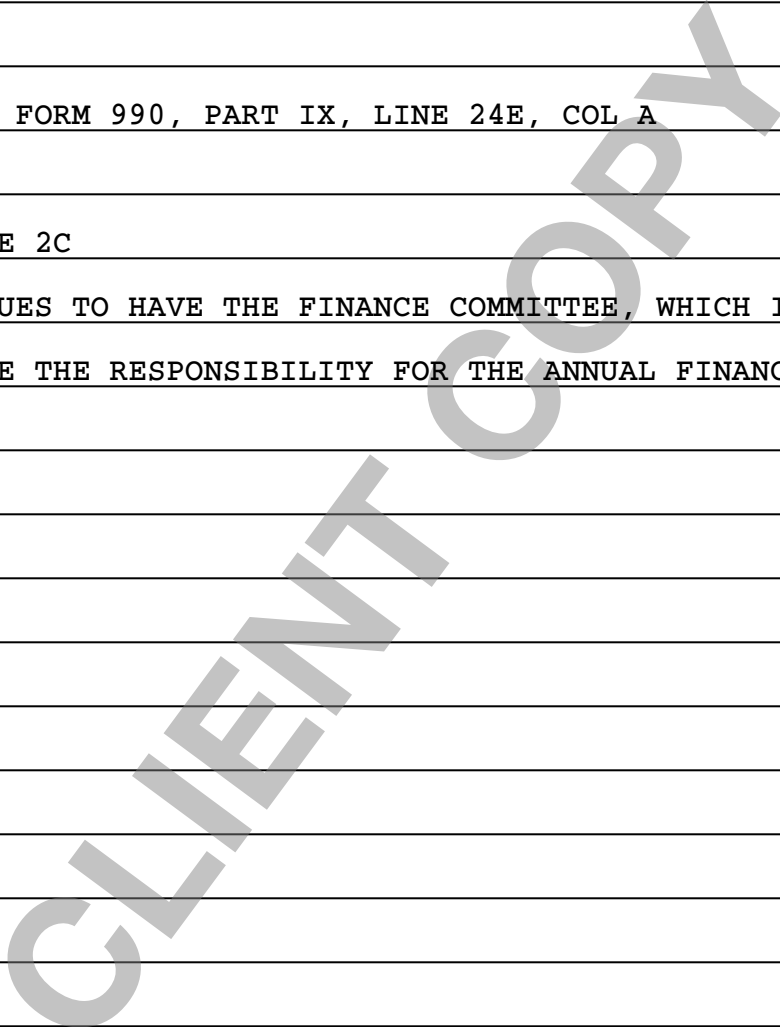 FORM 990, PART IX, LINE 24E, COL A
E 2C
UES TO HAVE THE FINANCE COMMITTEE, WHICH
E THE RESPONSIBILITY FOR THE ANNUAL FINANC
CLIENT COPY